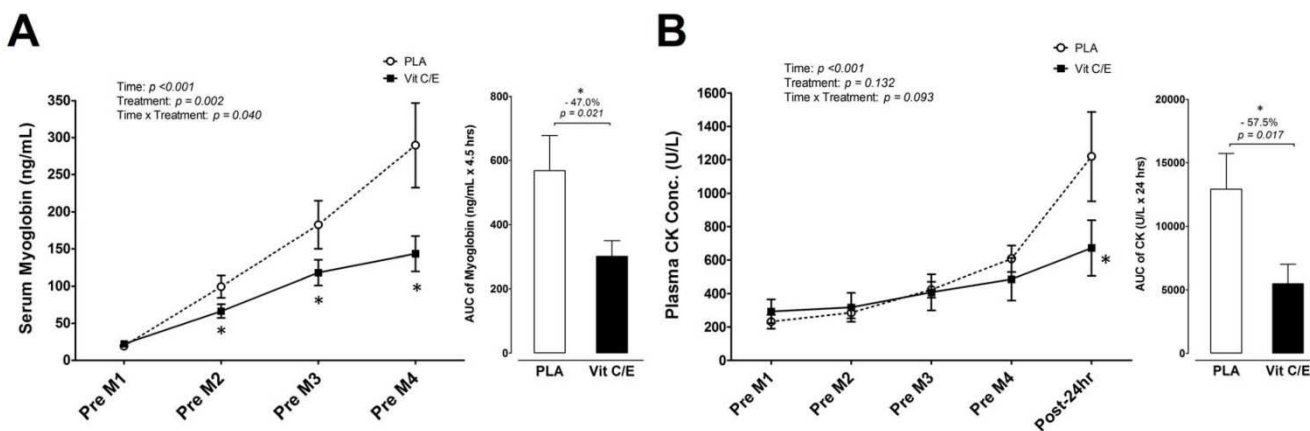 A
PLA
Vit C/E
Time: p <0.001
Treatment: p = 0.002
Time x Treatment: p = 0.040
Serum Myoglobin (ng/mL)
350
300
250
200
150
100
50
0
*
*
*
Pre M1
Pre M2
Pre M3
Pre M4
AUC of Myoglobin (ng/mL x 4.5 hrs)
800
600
400
200
0
*
- 47.0%
p = 0.021
PLA
Vit C/E
B
PLA
Vit C/E
Time: p <0.001
Treatment: p = 0.132
Time x Treatment: p = 0.093
Plasma CK Conc. (U/L)
1600
1400
1200
1000
800
600
400
200
0
*
Pre M1
Pre M2
Pre M3
Pre M4
Post-24hr
AUC of CK (U/L x 24 hrs)
20000
15000
10000
5000
0
*
- 57.5%
p = 0.017
PLA
Vit C/E